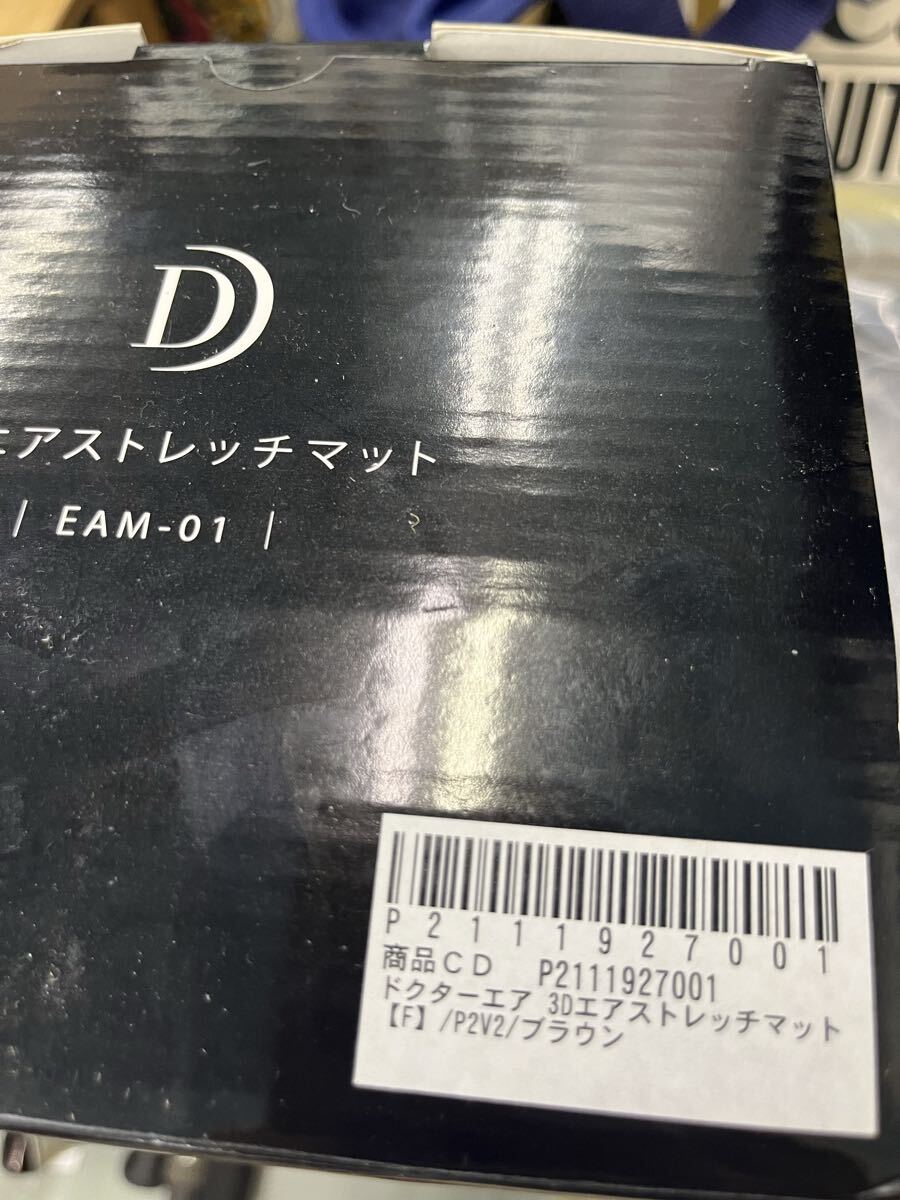 D
エアストレッチマット
| EAM-01 |
P2111927001
商品CD P2111927001
ドクターエア 3Dエアストレッチマット
【F】/P2V2/ブラウン